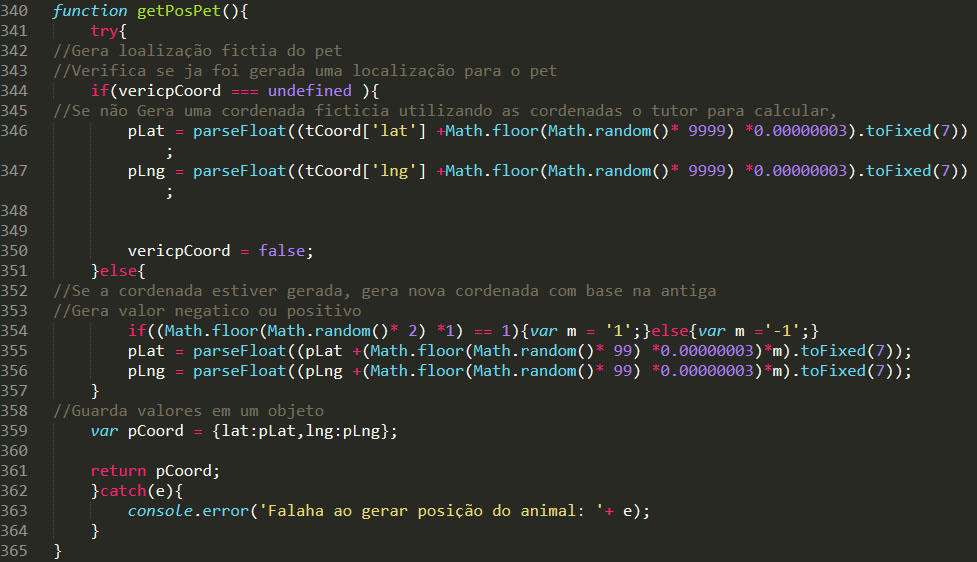 340 function getPosPet(){
341 try{
342 //Gera loalização fictia do pet
343 //Verifica se ja foi gerada uma localização para o pet
344 if(vericpCoord === undefined ){
345 //Se não Gera uma cordenada ficticia utilizando as cordenadas o tutor para calcular,
346 pLat = parseFloat((tCoord['lat'] +Math.floor(Math.random()* 9999) *0.00000003).toFixed(7))
;
347 pLng = parseFloat((tCoord['lng'] +Math.floor(Math.random()* 9999) *0.00000003).toFixed(7))
;
348
349
350 vericpCoord = false;
351 }else{
352 //Se a cordenada estiver gerada, gera nova cordenada com base na antiga
353 //Gera valor negatico ou positivo
354 if((Math.floor(Math.random()* 2) *1) == 1){var m = '1';}else{var m ='-1';}
355 pLat = parseFloat((pLat +(Math.floor(Math.random()* 99) *0.00000003)*m).toFixed(7));
356 pLng = parseFloat((pLng +(Math.floor(Math.random()* 99) *0.00000003)*m).toFixed(7));
357 }
358 //Guarda valores em um objeto
359 var pCoord = {lat:pLat,lng:pLng};
360
361 return pCoord;
362 }catch(e){
363 console.error('Falaha ao gerar posição do animal: '+ e);
364 }
365 }